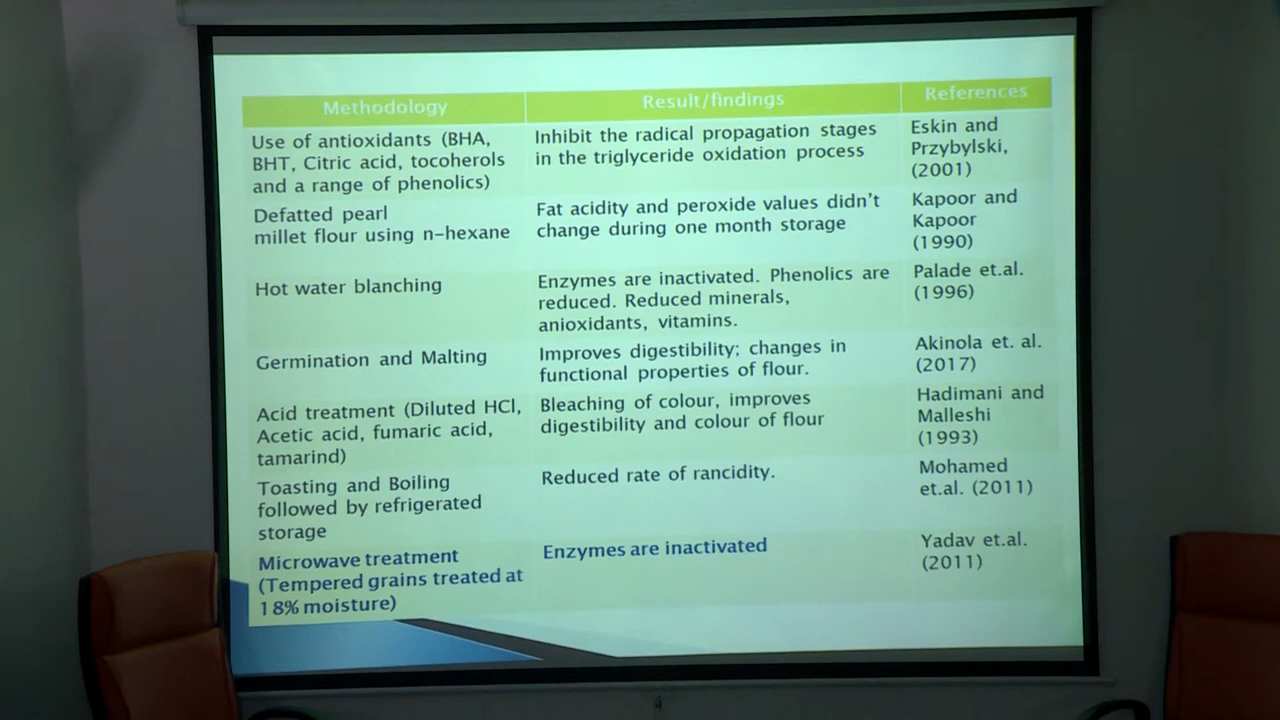 Methodology
Result/findings
References
Use of antioxidants (BHA,
BHT, Citric acid, tocoherols
and a range of phenolics)
Inhibit the radical propagation stages
in the triglyceride oxidation process
Eskin and
Przybylski,
(2001)
Defatted pearl
millet flour using n-hexane
Fat acidity and peroxide values didn't
change during one month storage
Kapoor and
Kapoor
(1990)
Hot water blanching
Enzymes are inactivated. Phenolics are
reduced. Reduced minerals,
anioxidants, vitamins.
Palade et.al.
(1996)
Germination and Malting
Improves digestibility; changes in
functional properties of flour.
Akinola et. al.
(2017)
Acid treatment (Diluted HCl,
Acetic acid, fumaric acid,
tamarind)
Bleaching of colour, improves
digestibility and colour of flour
Hadimani and
Malleshi
(1993)
Toasting and Boiling
followed by refrigerated
storage
Reduced rate of rancidity.
Mohamed
et.al. (2011)
Microwave treatment
(Tempered grains treated at
18% moisture)
Enzymes are inactivated
Yadav et.al.
(2011)